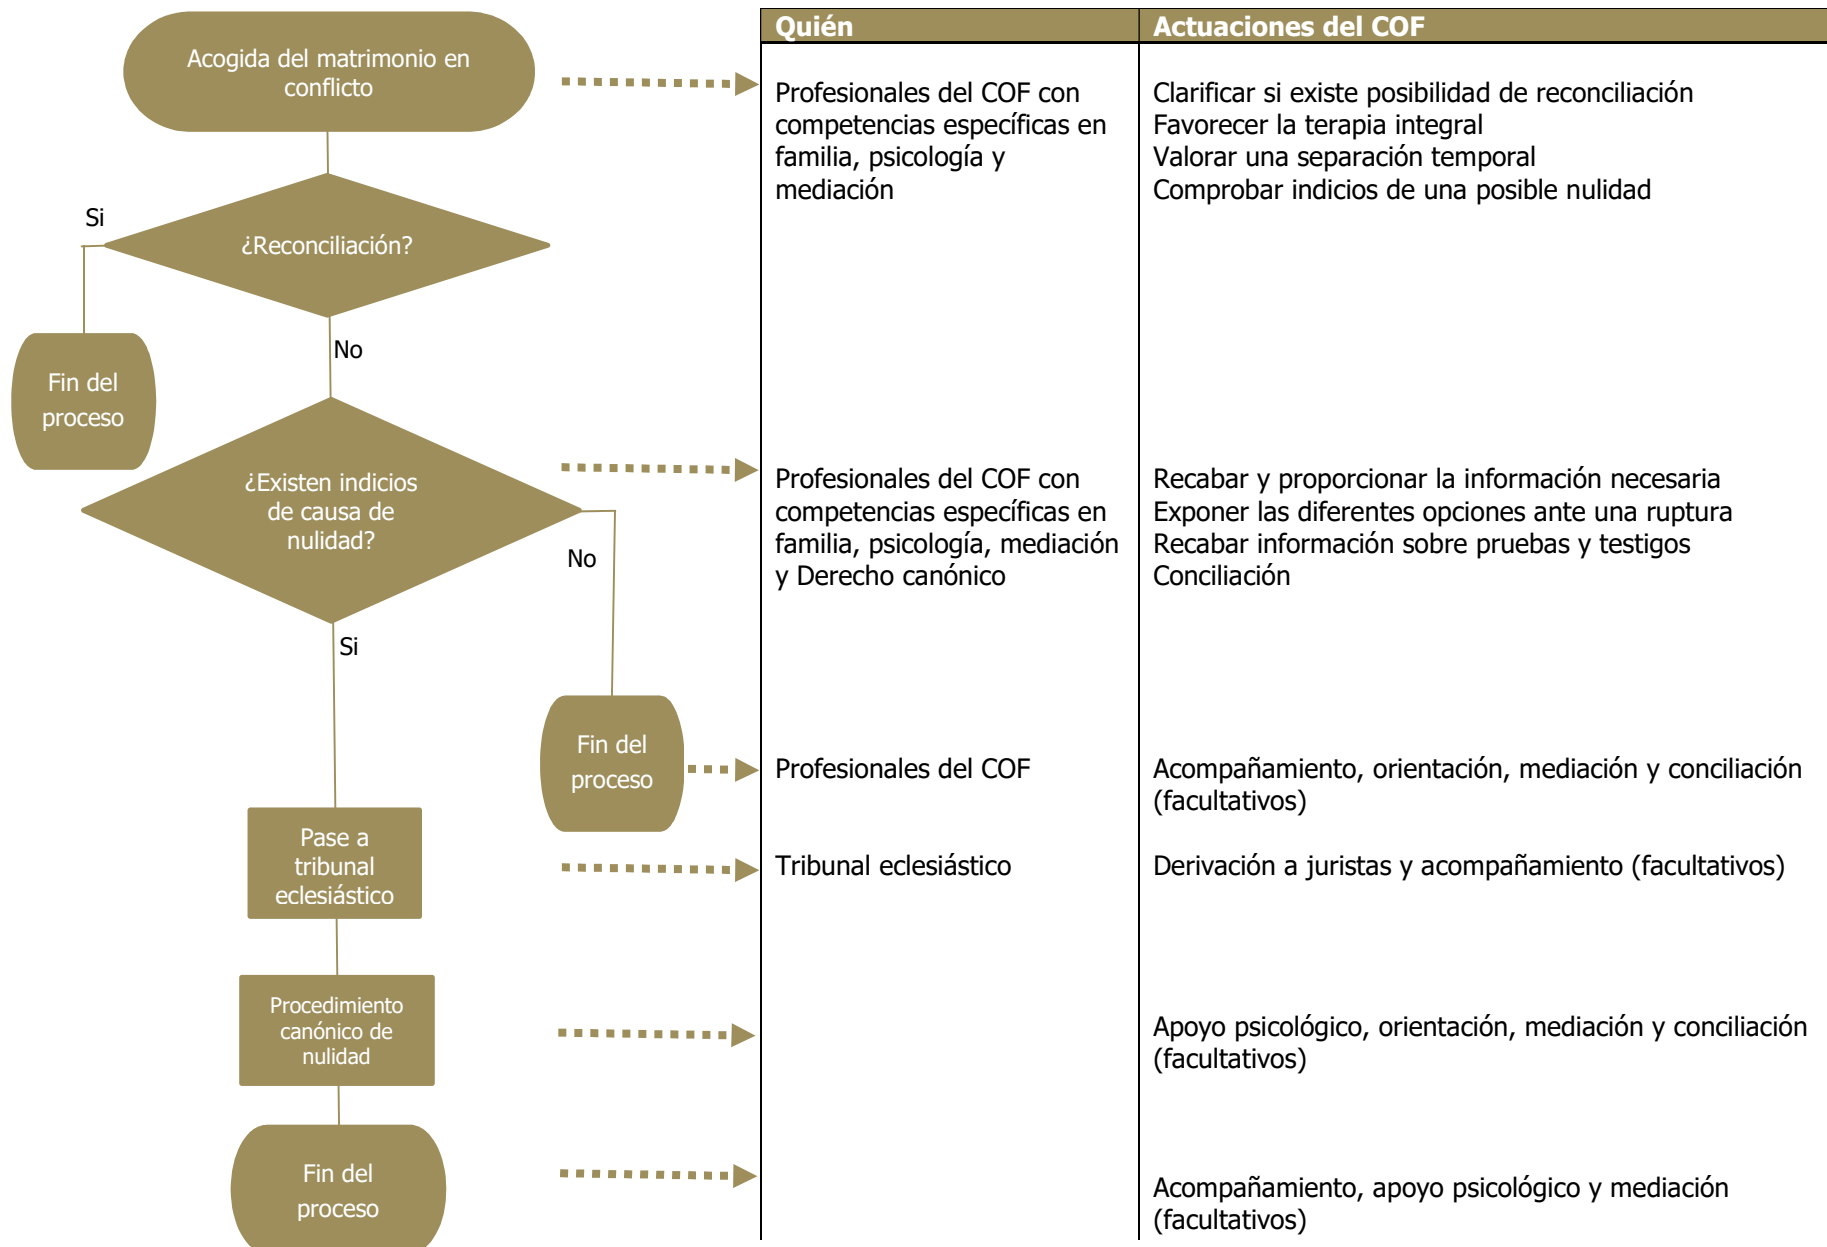 Quién
Actuaciones del COF
Acogida del matrimonio en
conflicto
Profesionales del COF con
competencias específicas en
familia, psicología y
mediación
Clarificar si existe posibilidad de reconciliación
Favorecer la terapia integral
Valorar una separación temporal
Comprobar indicios de una posible nulidad
Si
¿Reconciliación?
No
Fin del
proceso
¿Existen indicios
de causa de
nulidad?
No
Si
Profesionales del COF con
competencias específicas en
familia, psicología, mediación
y Derecho canónico
Recabar y proporcionar la información necesaria
Exponer las diferentes opciones ante una ruptura
Recabar información sobre pruebas y testigos
Conciliación
Fin del
proceso
Profesionales del COF
Acompañamiento, orientación, mediación y conciliación
(facultativos)
Pase a
tribunal
eclesiástico
Tribunal eclesiástico
Derivación a juristas y acompañamiento (facultativos)
Procedimiento
canónico de
nulidad
Apoyo psicológico, orientación, mediación y conciliación
(facultativos)
Fin del
proceso
Acompañamiento, apoyo psicológico y mediación
(facultativos)